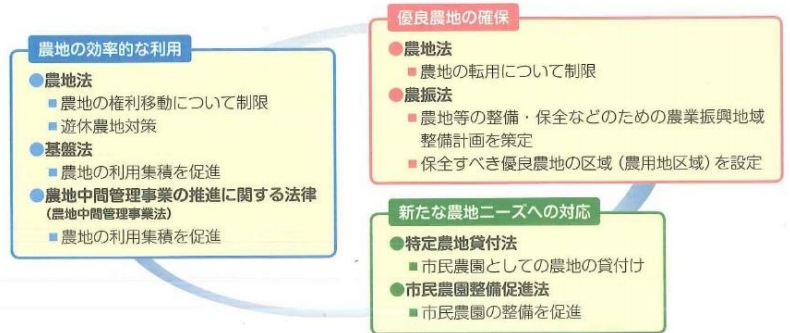 農地の効率的な利用
●農地法
■農地の権利移動について制限
■遊休農地対策
●基盤法
■農地の利用集積を促進
●農地中間管理事業の推進に関する法律
(農地中間管理事業法)
■農地の利用集積を促進
優良農地の確保
●農地法
■農地の転用について制限
●農振法
■農地等の整備・保全などのための農業振興地域
整備計画を策定
■保全すべき優良農地の区域(農用地区域)を設定
新たな農地ニーズへの対応
●特定農地貸付法
■市民農園としての農地の貸付け
●市民農園整備促進法
■市民農園の整備を促進